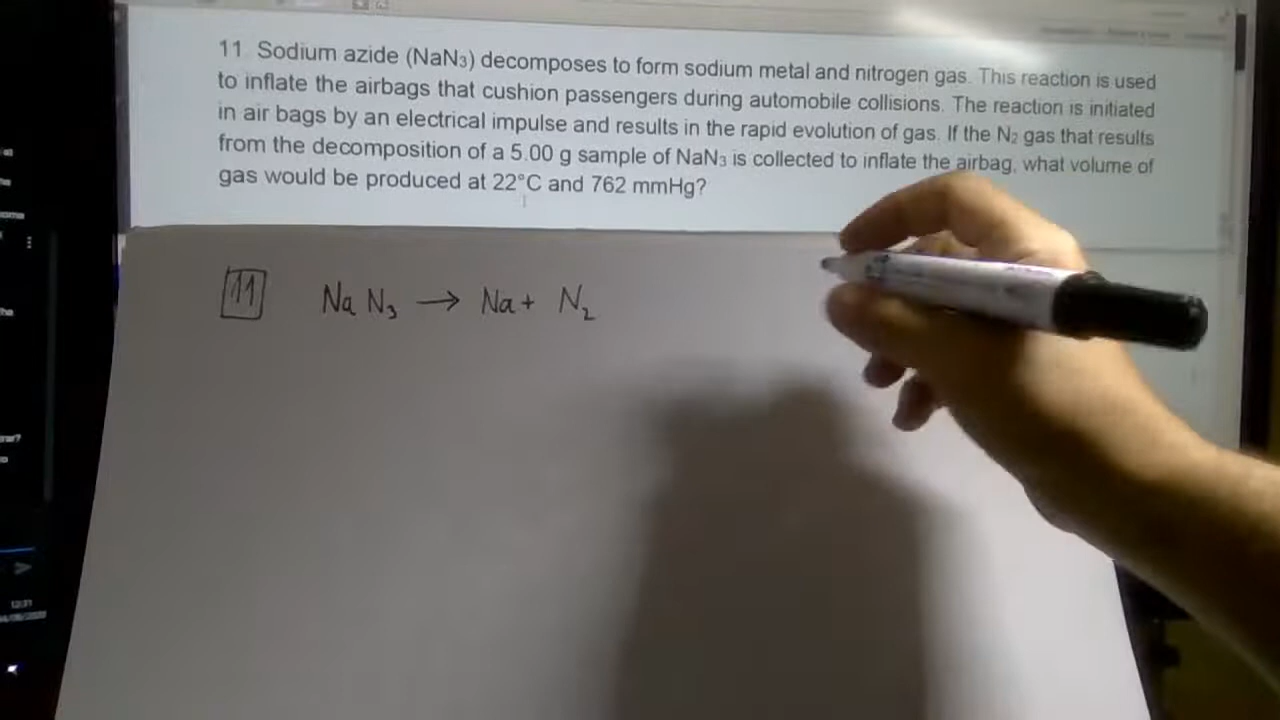 11. Sodium azide (NaN₃) decomposes to form sodium metal and nitrogen gas. This reaction is used
to inflate the airbags that cushion passengers during automobile collisions. The reaction is initiated
in air bags by an electrical impulse and results in the rapid evolution of gas. If the N₂ gas that results
from the decomposition of a 5.00 g sample of NaN₃ is collected to inflate the airbag, what volume of
gas would be produced at 22°C and 762 mmHg?
11 NaN₃ → Na + N₂
12:31